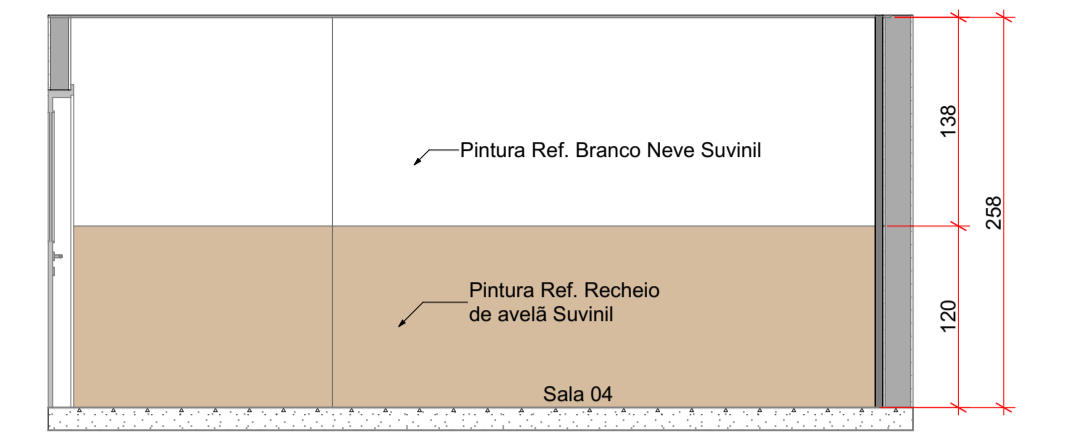 Pintura Ref. Branco Neve Suvinil
138
258
Pintura Ref. Recheio
de avelã Suvinil
120
Sala 04